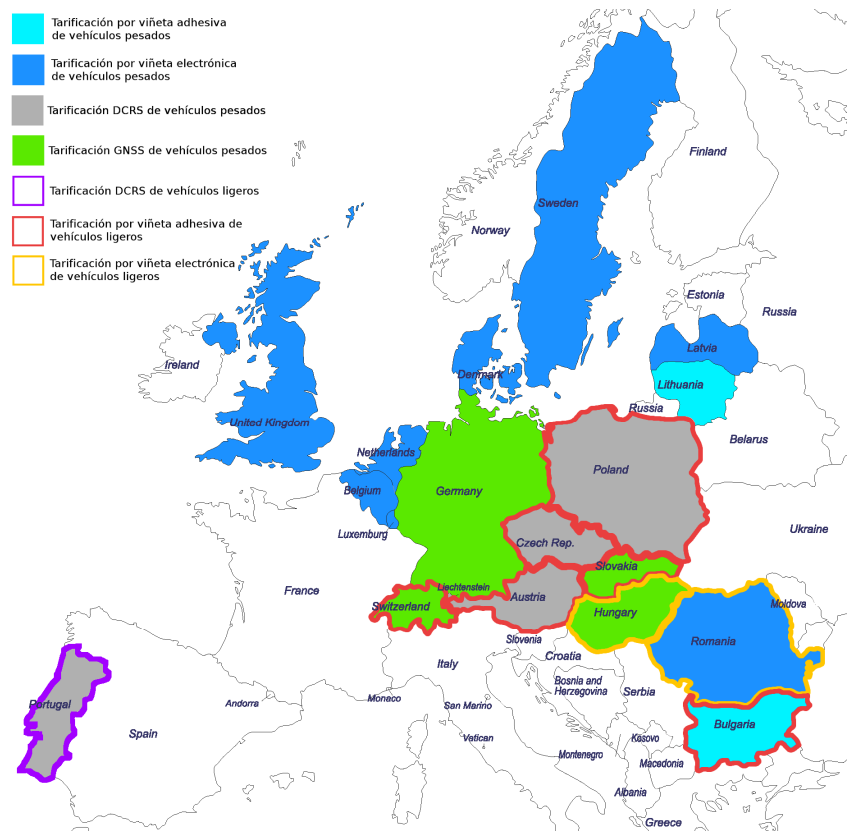 Tarificación por viñeta adhesiva
de vehículos pesados
Tarificación por viñeta electrónica
de vehículos pesados
Tarificación DCRS de vehículos pesados
Tarificación GNSS de vehículos pesados
Tarificación DCRS de vehículos ligeros
Tarificación por viñeta adhesiva de
vehículos ligeros
Tarificación por viñeta electrónica
de vehículos ligeros
Finland
Sweden
Norway
Estonia
Russia
Ireland
Latvia
Denmark
Lithuania
Russia
United Kingdom
Belarus
Netherlands
Poland
Belgium
Germany
Luxemburg
Czech Rep.
Ukraine
Slovakia
France
Liechtenstein
Austria
Switzerland
Hungary
Moldova
Slovenia
Romania
Croatia
Italy
Bosnia and
Herzegovina
Serbia
Monaco
Andorra
Portugal
San Marino
Spain
Bulgaria
Vatican
Kosovo
Montenegro
Macedonia
Albania
Greece